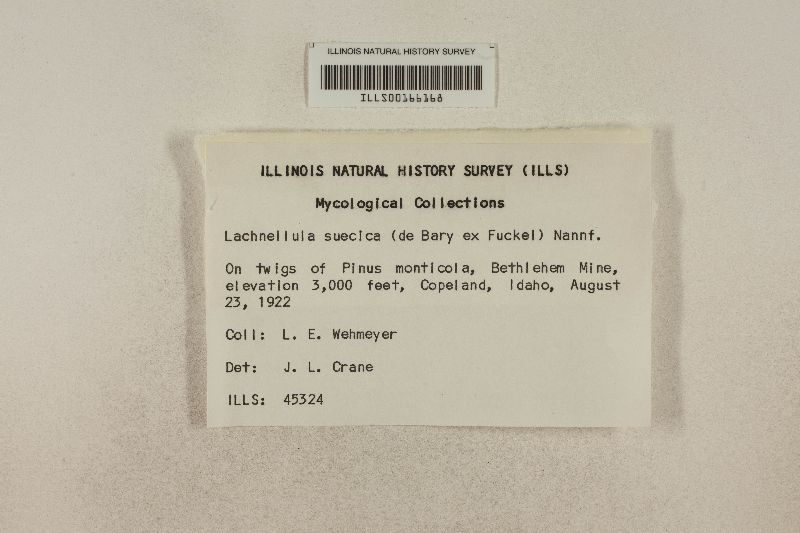 ILLINOIS NATURAL HISTORY SURVEY
ILLS00166168
ILLINOIS NATURAL HISTORY SURVEY (ILLS)
Mycological Collections
Lachnellula suecica (de Bary ex Fuckel) Nannf.
On twigs of Pinus monticola, Bethlehem Mine,
elevation 3,000 feet, Copeland, Idaho, August
23, 1922
Coll: L. E. Wehmeyer
Det: J. L. Crane
ILLS: 45324